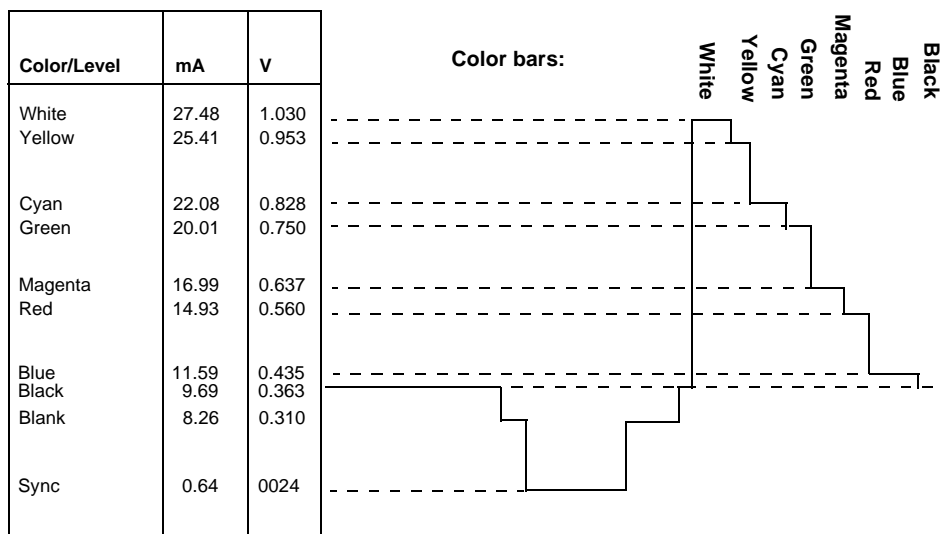 Color/Level mA V
Color bars:
White
Yellow
Cyan
Green
Magenta
Red
Blue
Black
White 27.48 1.030
Yellow 25.41 0.953
Cyan 22.08 0.828
Green 20.01 0.750
Magenta 16.99 0.637
Red 14.93 0.560
Blue 11.59 0.435
Black 9.69 0.363
Blank 8.26 0.310
Sync 0.64 0024